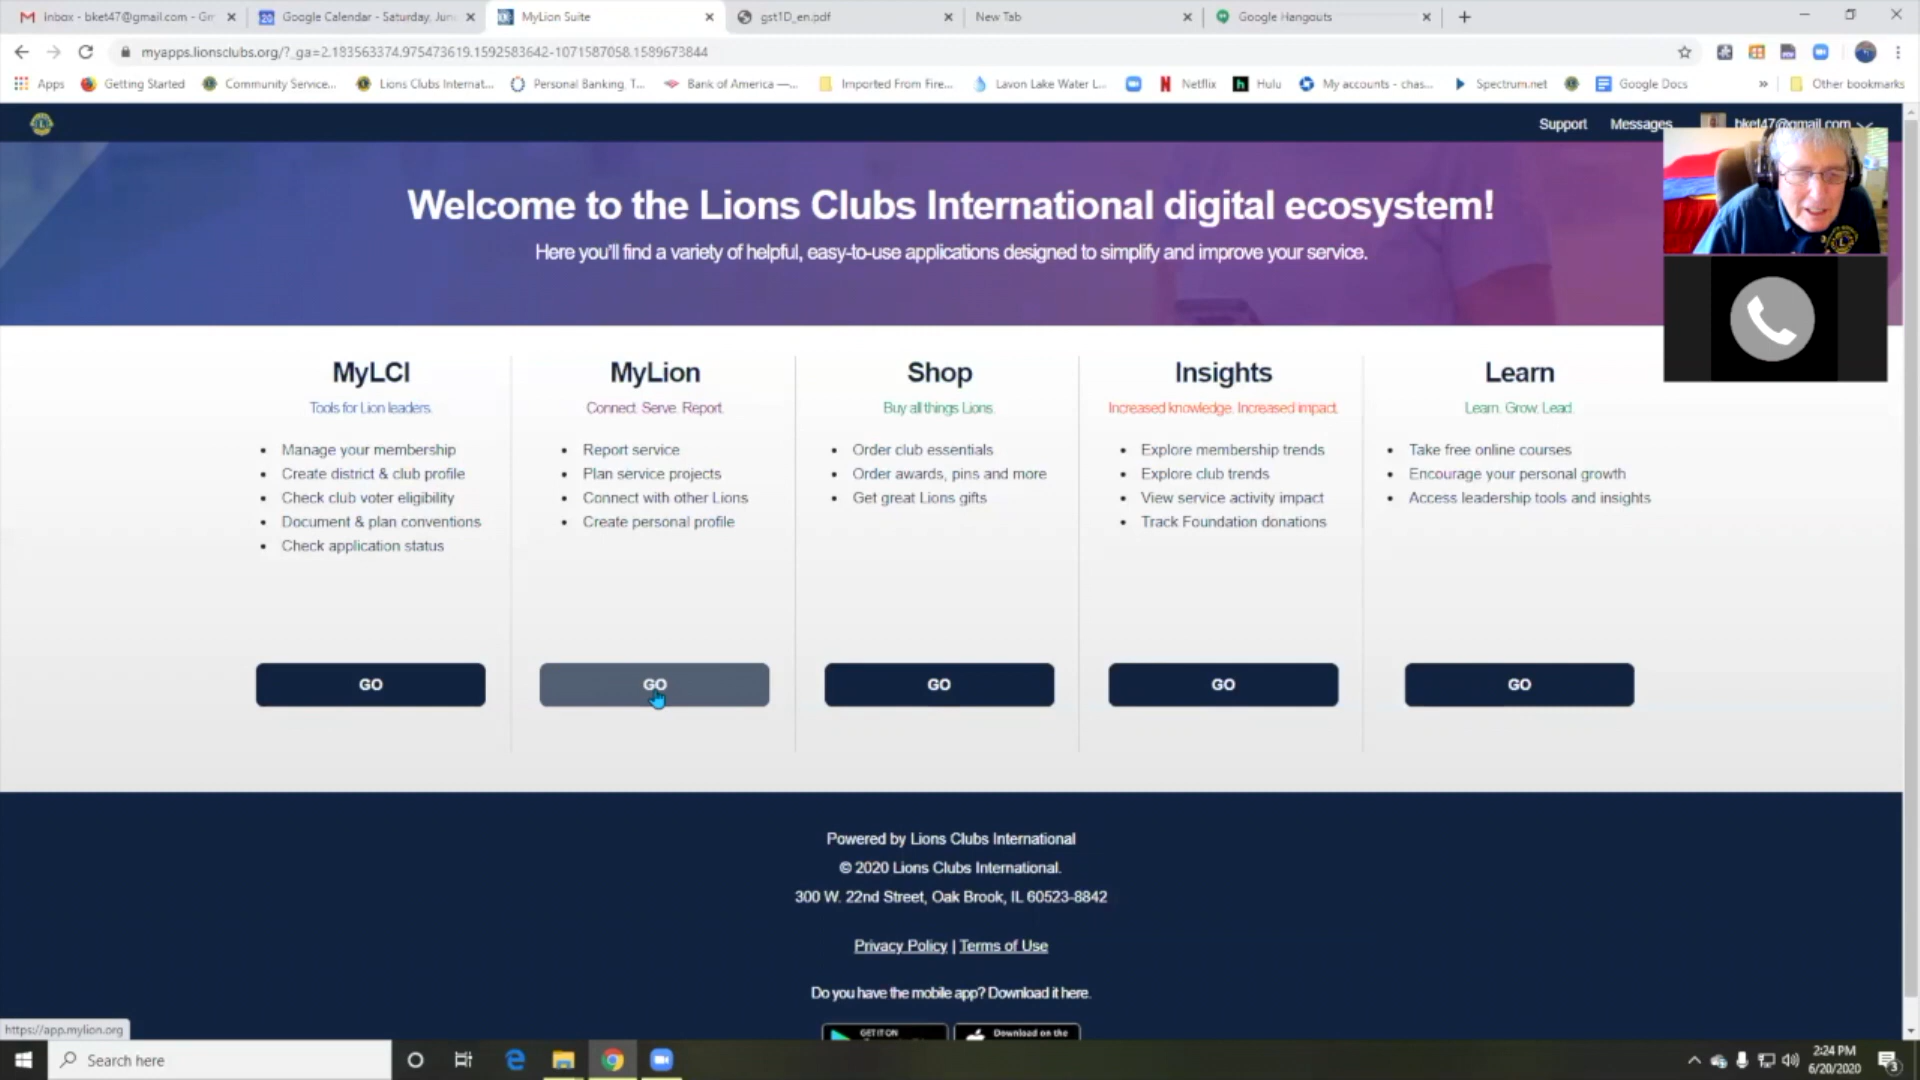 Inbox - bket47@gmail.com - Gm
Google Calendar - Saturday, Jun
MyLion Suite
gst1D_en.pdf
New Tab
Google Hangouts
myapps.lionsclubs.org/?_ga=2.183563374.975473619.1592583642-1071587058.1589673844
Apps
Getting Started
Community Service...
Lions Clubs Internat...
Personal Banking, T...
Bank of America —...
Imported From Fire...
Lavon Lake Water L...
Netflix
Hulu
My accounts - chas...
Spectrum.net
Google Docs
»
Other bookmarks
Support
Messages
bket47@gmail.com
Welcome to the Lions Clubs International digital ecosystem!
Here you'll find a variety of helpful, easy-to-use applications designed to simplify and improve your service.
MyLCI
Tools for Lion leaders.
• Manage your membership
• Create district & club profile
• Check club voter eligibility
• Document & plan conventions
• Check application status
GO
MyLion
Connect. Serve. Report.
• Report service
• Plan service projects
• Connect with other Lions
• Create personal profile
GO
Shop
Buy all things Lions.
• Order club essentials
• Order awards, pins and more
• Get great Lions gifts
GO
Insights
Increased knowledge. Increased impact.
• Explore membership trends
• Explore club trends
• View service activity impact
• Track Foundation donations
GO
Learn
Learn. Grow. Lead.
• Take free online courses
• Encourage your personal growth
• Access leadership tools and insights
GO
Powered by Lions Clubs International
© 2020 Lions Clubs International.
300 W. 22nd Street, Oak Brook, IL 60523-8842
Privacy Policy | Terms of Use
Do you have the mobile app? Download it here.
GET IT ON
Download on the
https://app.mylion.org
Search here
2:24 PM
6/20/2020
3